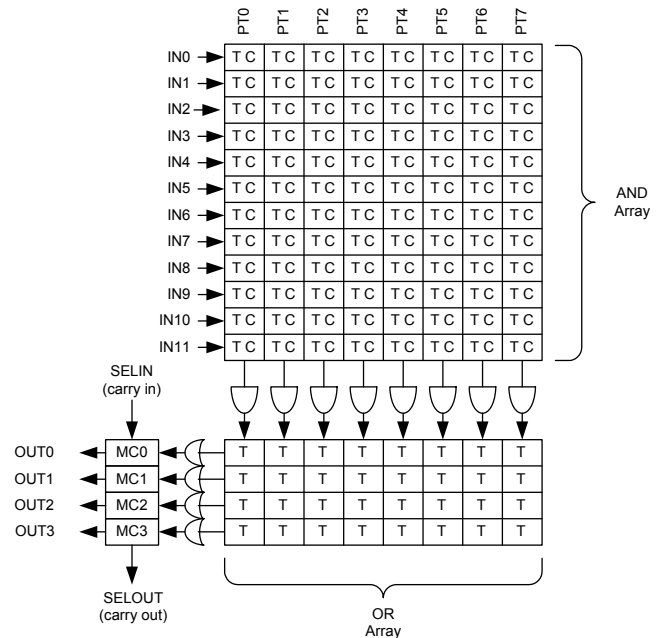 PT0 PT1 PT2 PT3 PT4 PT5 PT6 PT7
IN0 T C T C T C T C T C T C T C T C
IN1 T C T C T C T C T C T C T C T C
IN2 T C T C T C T C T C T C T C T C
IN3 T C T C T C T C T C T C T C T C
IN4 T C T C T C T C T C T C T C T C
IN5 T C T C T C T C T C T C T C T C
IN6 T C T C T C T C T C T C T C T C
IN7 T C T C T C T C T C T C T C T C
IN8 T C T C T C T C T C T C T C T C
IN9 T C T C T C T C T C T C T C T C
IN10 T C T C T C T C T C T C T C T C
IN11 T C T C T C T C T C T C T C T C
AND
Array
SELIN
(carry in)
OUT0 MC0 T T T T T T T T
OUT1 MC1 T T T T T T T T
OUT2 MC2 T T T T T T T T
OUT3 MC3 T T T T T T T T
SELOUT
(carry out)
OR
Array